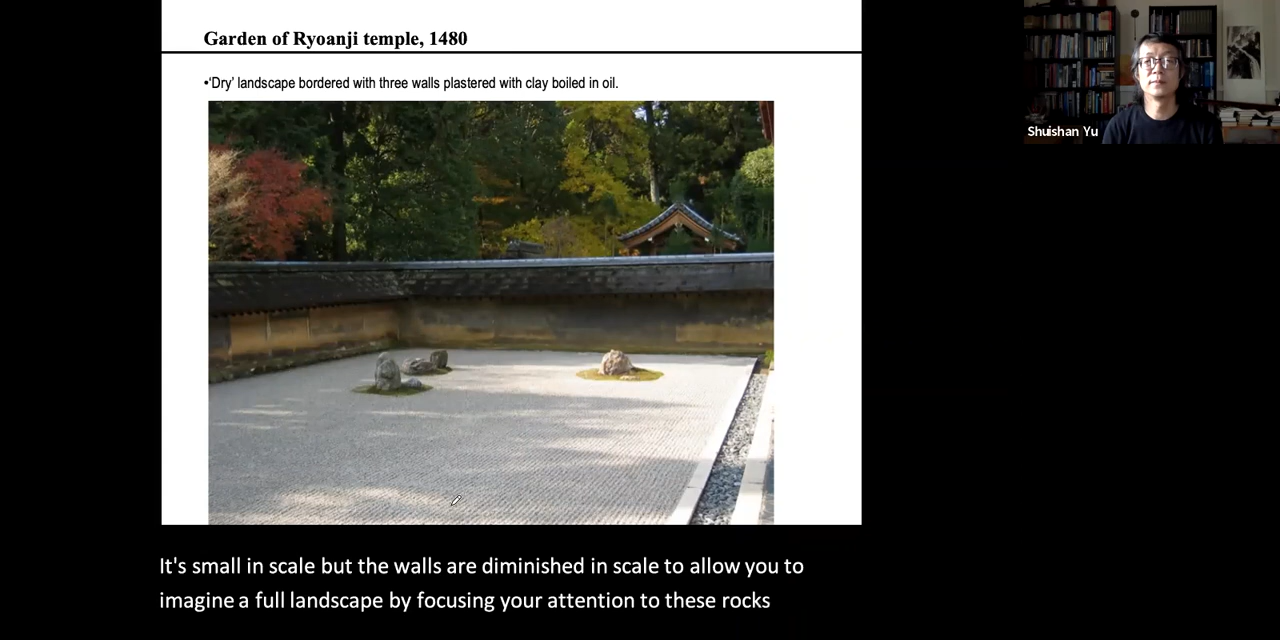 Garden of Ryoanji temple, 1480
•'Dry' landscape bordered with three walls plastered with clay boiled in oil.
Shuishan Yu
It's small in scale but the walls are diminished in scale to allow you to
imagine a full landscape by focusing your attention to these rocks